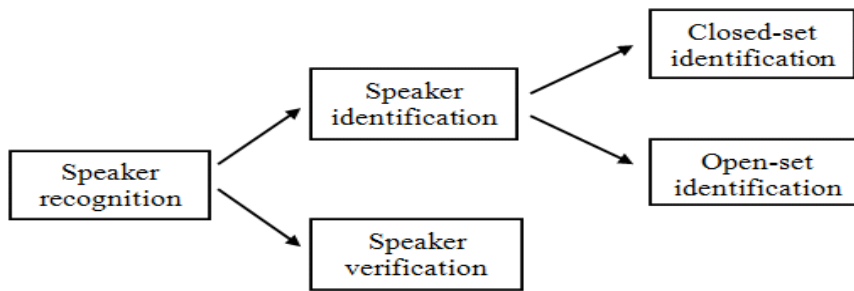 Closed-set
identification
Speaker
identification
Speaker
recognition
Open-set
identification
Speaker
verification